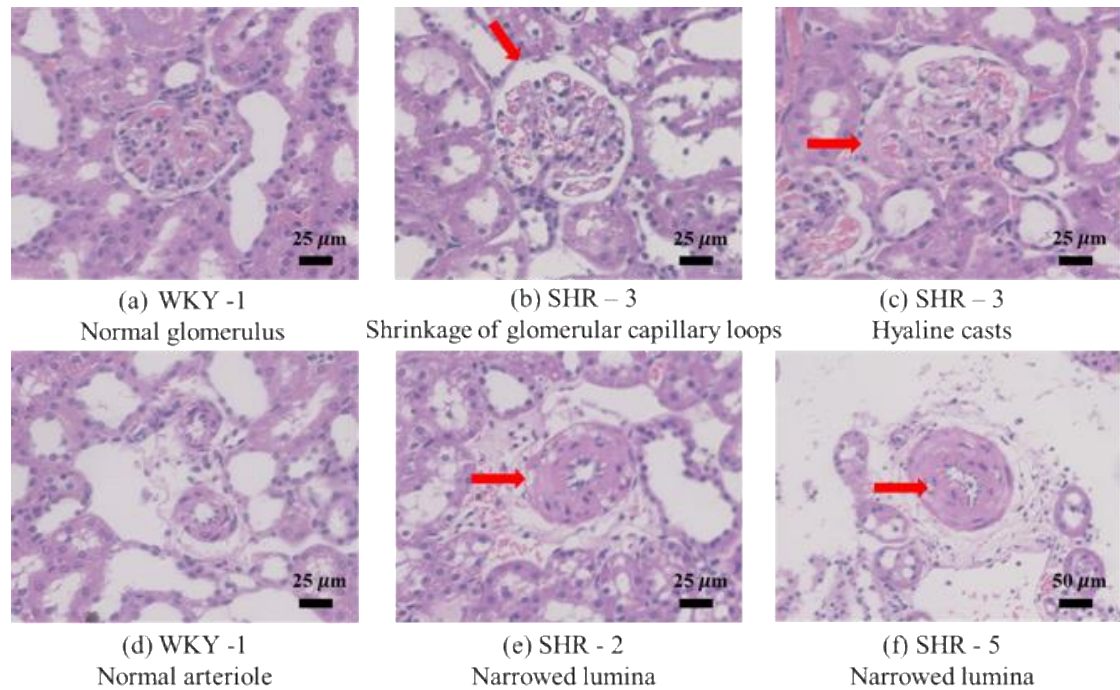 25 μm
25 μm
25 μm
(a) WKY -1
Normal glomerulus
(b) SHR – 3
Shrinkage of glomerular capillary loops
(c) SHR – 3
Hyaline casts
25 μm
25 μm
50 μm
(d) WKY -1
Normal arteriole
(e) SHR - 2
Narrowed lumina
(f) SHR - 5
Narrowed lumina